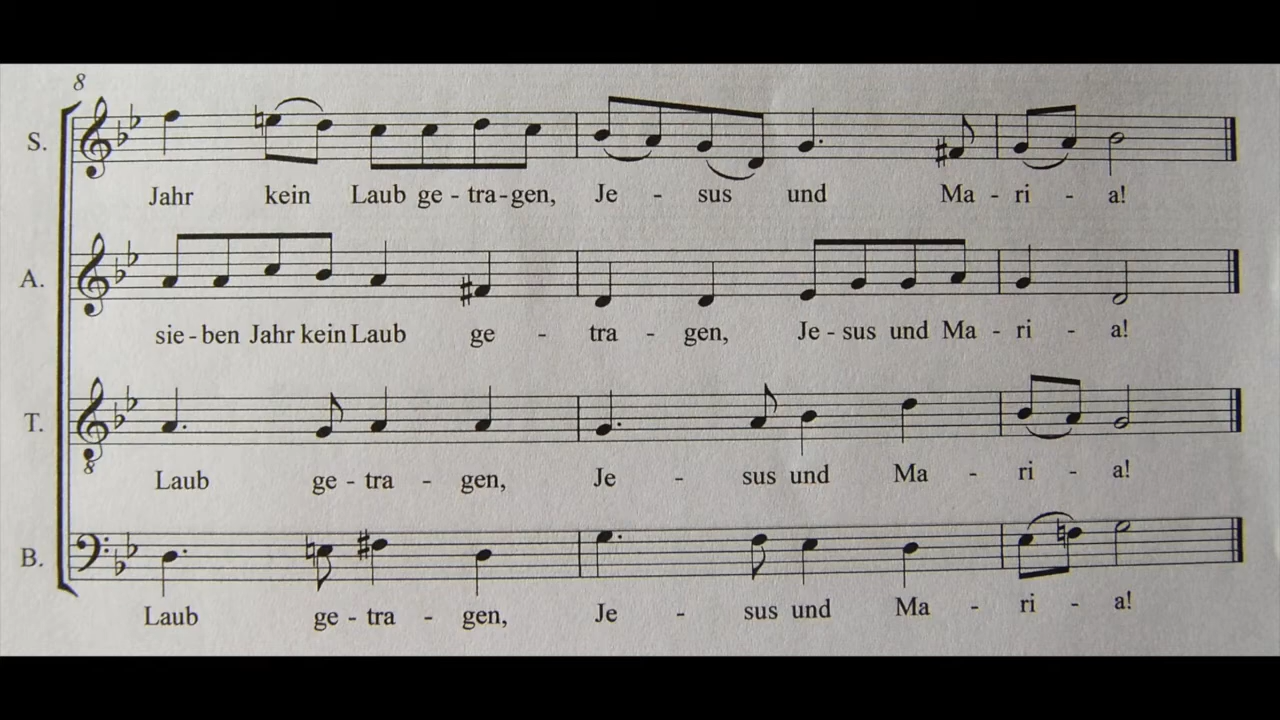 8
S.
Jahr kein Laub ge - tra - gen, Je - sus und Ma - ri - a!
A.
sie - ben Jahr kein Laub ge - tra - gen, Je - sus und Ma - ri - a!
T.
8
Laub ge - tra - gen, Je - sus und Ma - ri - a!
B.
Laub ge - tra - gen, Je - sus und Ma - ri - a!